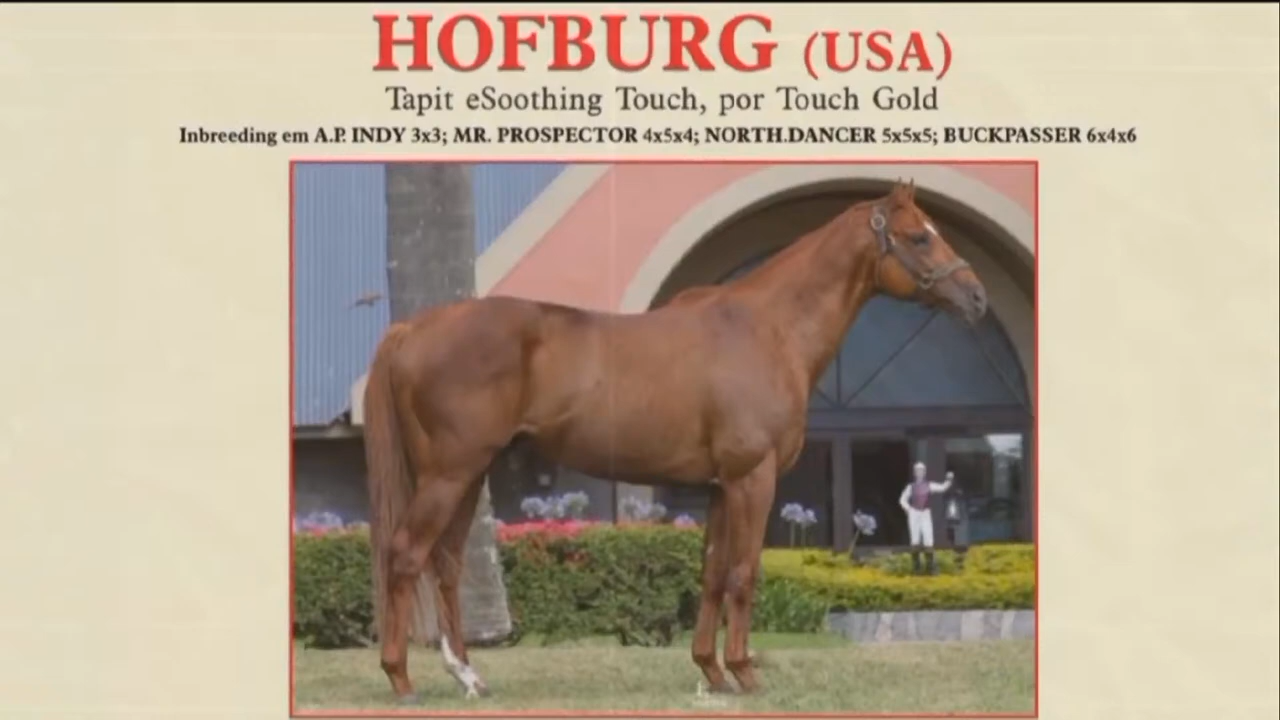 HOFBURG (USA)
Tapit eSoothing Touch, por Touch Gold
Inbreeding em A.P. INDY 3x3; MR. PROSPECTOR 4x5x4; NORTH.DANCER 5x5x5; BUCKPASSER 6x4x6